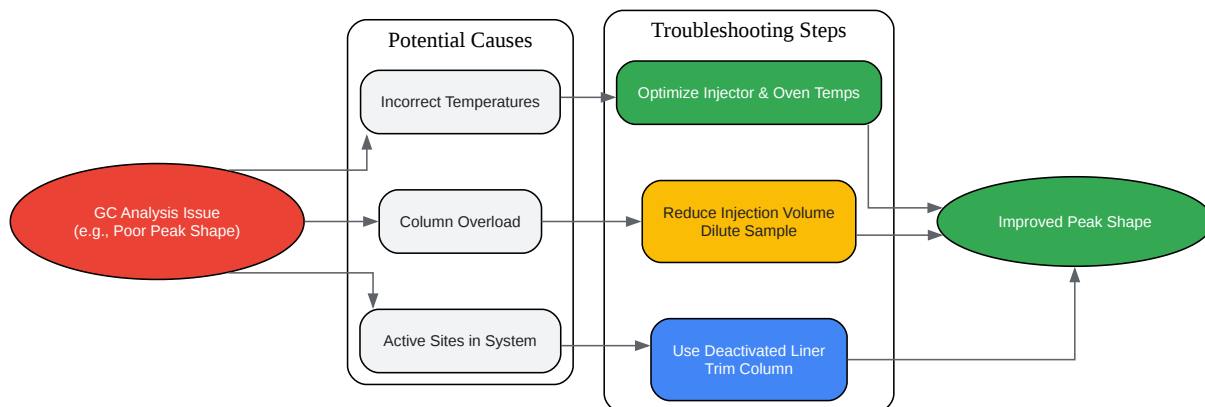 Potential Causes
Troubleshooting Steps
Incorrect Temperatures
Optimize Injector & Oven Temps
GC Analysis Issue
(e.g., Poor Peak Shape)
Column Overload
Reduce Injection Volume
Dilute Sample
Improved Peak Shape
Active Sites in System
Use Deactivated Liner
Trim Column